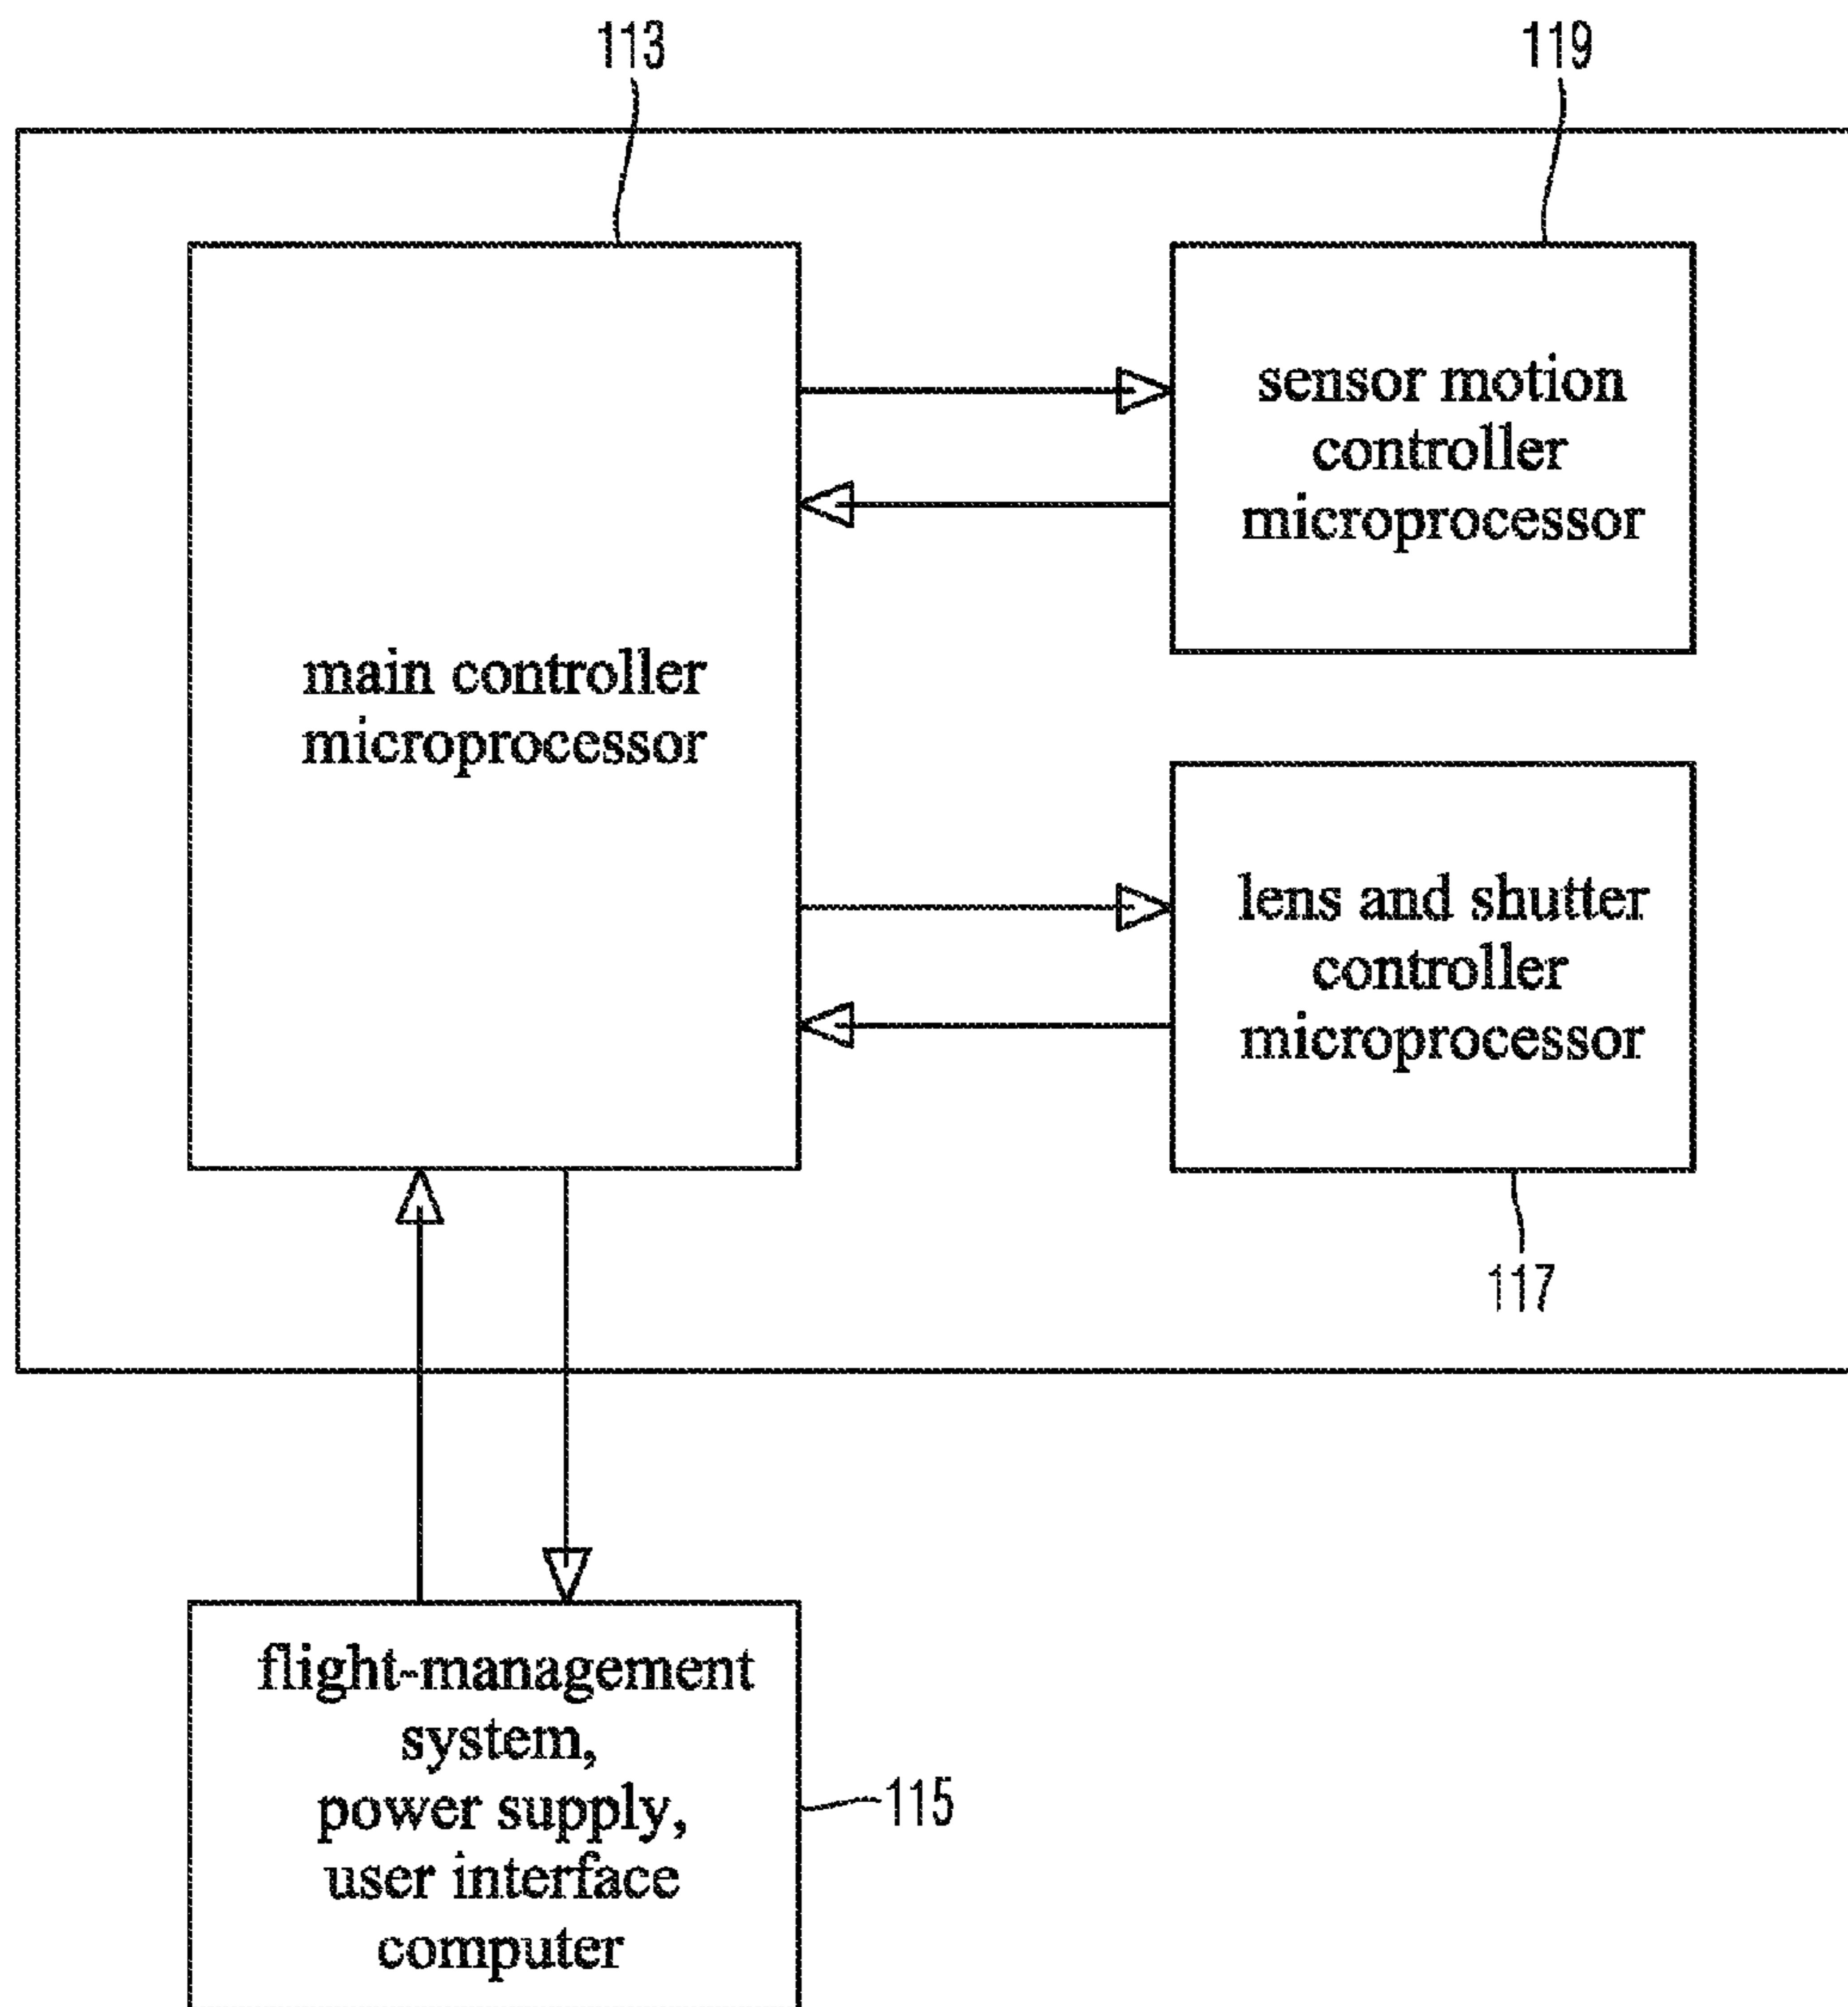 113
119
main controller
microprocessor
sensor motion
controller
microprocessor
lens and shutter
controller
microprocessor
117
flight-management
system,
power supply,
user interface
computer
115